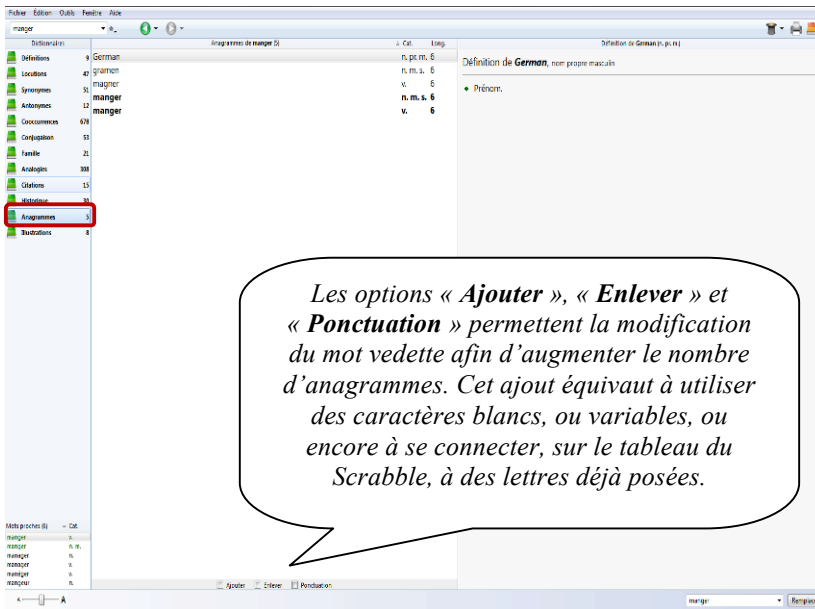 Fichier Édition Outils Fenêtre Aide
manger
Dictionnaires
Anagrammes de manger (5) Cat. Long.
Définition de German (n. pr. m.)
Définitions 9
Locutions 47
Synonymes 51
Antonymes 12
Cooccurrences 678
Conjugaison 53
Famille 21
Analogies 308
Citations 15
Historique 30
Anagrammes 5
Illustrations 8
German n. pr. m. 6
gramen n. m. s. 6
magner v. 6
manger n. m. s. 6
manger v. 6
Définition de German, nom propre masculin
Prénom.
Les options « Ajouter », « Enlever » et
« Ponctuation » permettent la modification
du mot vedette afin d’augmenter le nombre
d’anagrammes. Cet ajout équivaut à utiliser
des caractères blancs, ou variables, ou
encore à se connecter, sur le tableau du
Scrabble, à des lettres déjà posées.
Mots proches (6) Cat.
manger v.
manger n. m.
manager n.
manager v.
mangeur n.
Ajouter Enlever Ponctuation
A A
manger